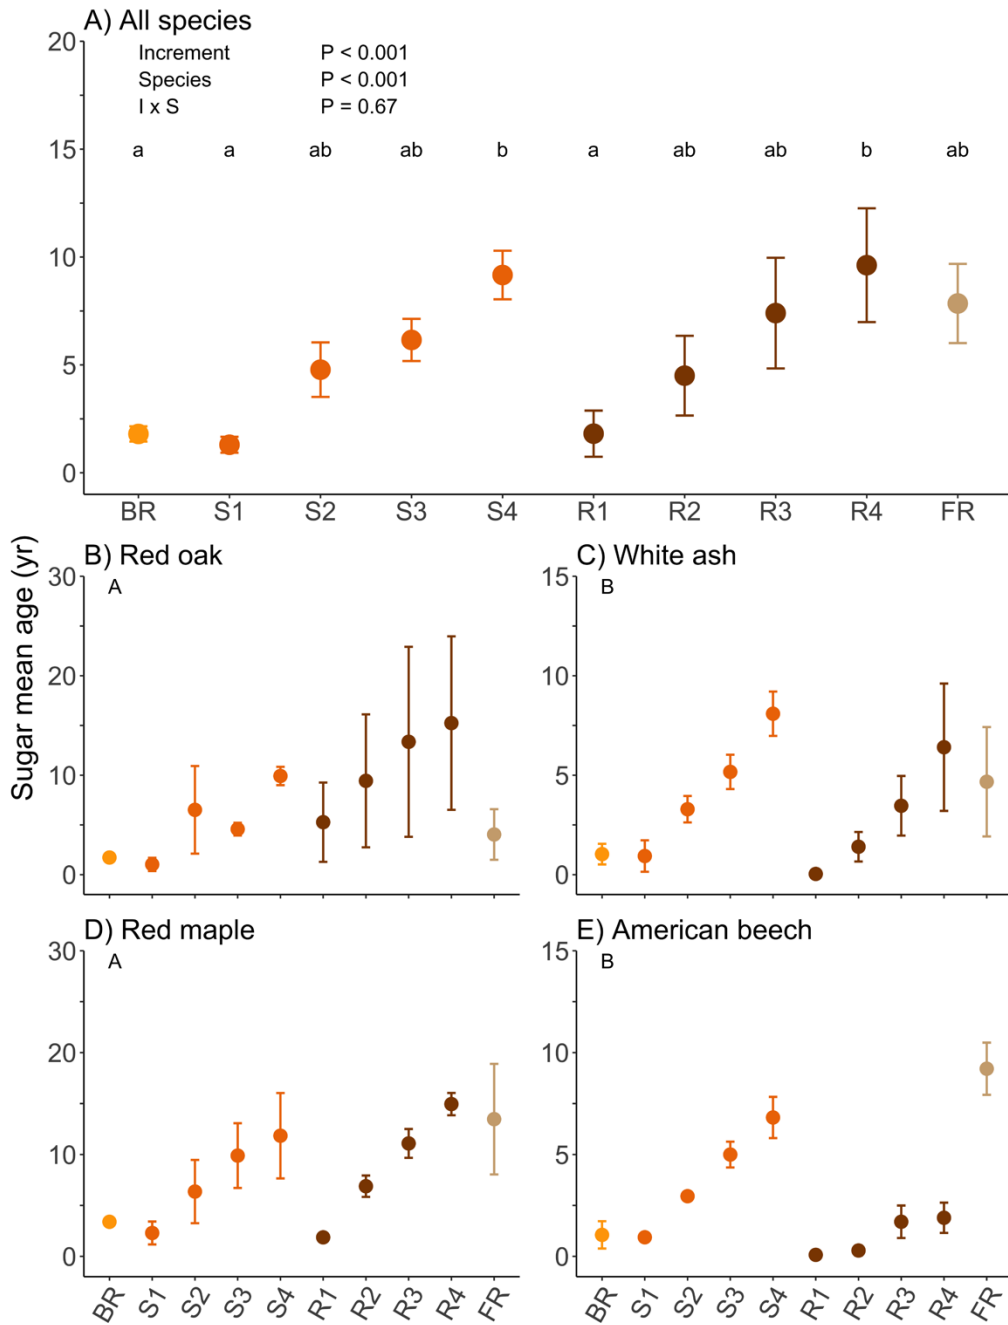 A) All species
Increment P < 0.001
Species P < 0.001
I x S P = 0.67
20
15
10
5
0
a a ab ab b a ab ab b ab
BR S1 S2 S3 S4 R1 R2 R3 R4 FR
Sugar mean age (yr)
B) Red oak
A
30
20
10
0
C) White ash
B
15
10
5
0
D) Red maple
A
30
20
10
0
BR S1 S2 S3 S4 R1 R2 R3 R4 FR
E) American beech
B
15
10
5
0
BR S1 S2 S3 S4 R1 R2 R3 R4 FR